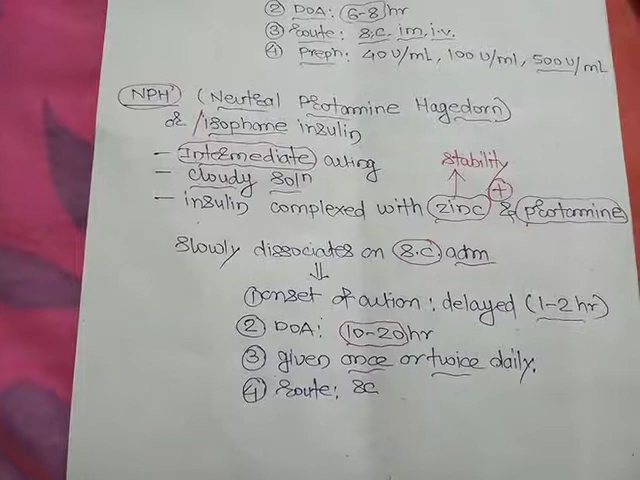 ② DOA: 6-8 hr
③ Route: S.C. im. i.v.
④ Prepn: 40 U/mL, 100 U/ml, 500 U/mL
NPH' (Neutral Protamine Hagedorn)
or /isophane insulin
- Intermediate acting
stability
- cloudy soln
+
- insulin complexed with zinc & protamine
slowly dissociates on S.C. adm
⇓
① onset of action: delayed (1-2 hr)
② DOA: 10-20 hr
③ given once or twice daily.
④ Route: SC